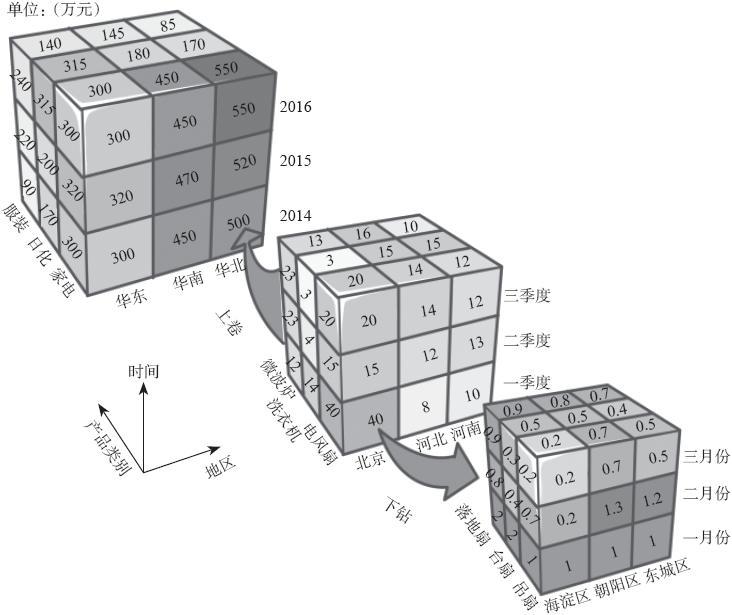 单位：（万元）
140 145 85
315 180 170
300 450 550
240 315 300
220 200 320
90 170 300
300 450 550 2016
320 470 520 2015
300 450 500 2014
服装 日化 家电
华东 华南 华北
上卷
13 16 10
3 15 15
20 14 12
23 3 20
23 4 15
12 14 40
20 14 12 三季度
15 12 13 二季度
40 8 10 一季度
微波炉 洗衣机 电风扇
北京 河北 河南
时间
产品类别
地区
下钻
0.9 0.8 0.7
0.5 0.5 0.4
0.2 0.7 0.5
0.9 0.3 0.2
0.8 0.4 0.7
2 2 1
0.2 0.7 0.5 三月份
0.2 1.3 1.2 二月份
1 1 1 一月份
落地扇 台扇 吊扇
海淀区 朝阳区 东城区